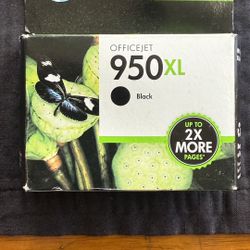 OFFICEJET
950XL
Black
UP TO
2X
MORE
PAGES*